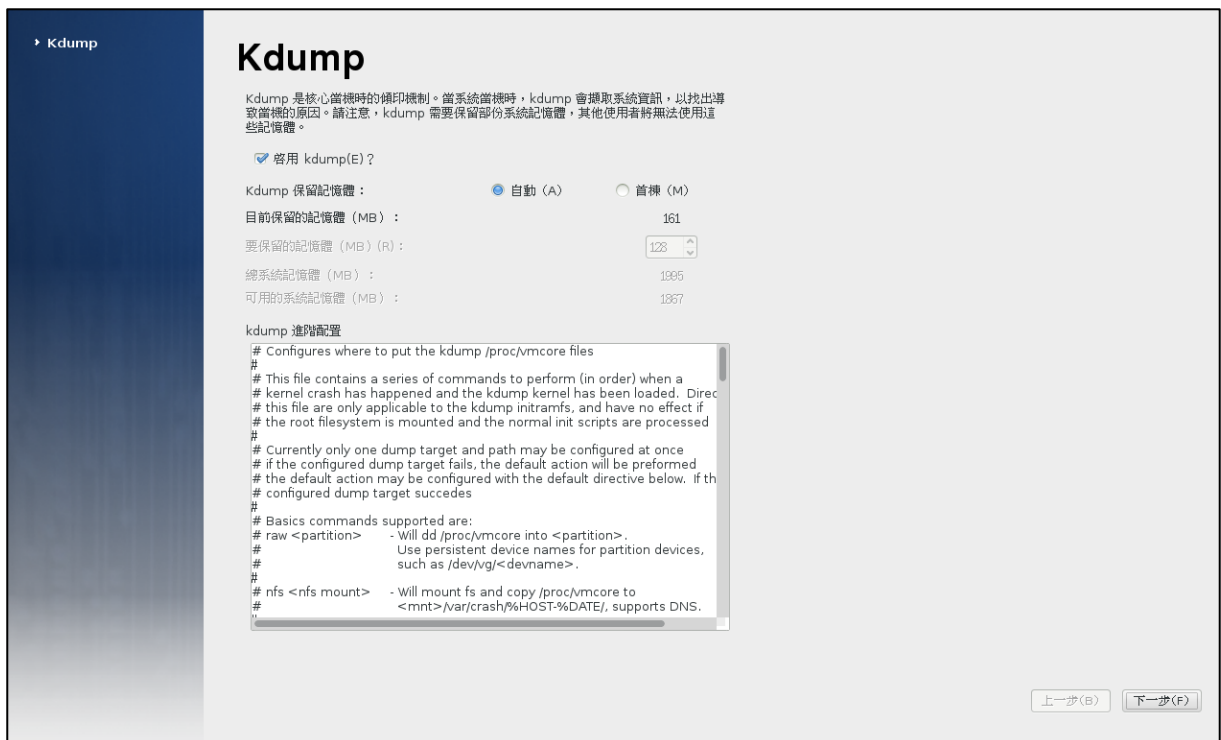 Kdump
Kdump
Kdump 是核心當機時的傾印機制。當系統當機時，kdump 會擷取系統資訊，以找出導
致當機的原因。請注意，kdump 需要保留部份系統記憶體，其他使用者將無法使用這
些記憶體。
啓用 kdump(E)？
Kdump 保留記憶體： 自動（A） 首棟（M）
目前保留的記憶體（MB）： 161
要保留的記憶體（MB）(R)： 128
總系統記憶體（MB）： 1995
可用的系統記憶體（MB）： 1867
kdump 進階配置
# Configures where to put the kdump /proc/vmcore files
#
# This file contains a series of commands to perform (in order) when a
# kernel crash has happened and the kdump kernel has been loaded. Direc
# this file are only applicable to the kdump initramfs, and have no effect if
# the root filesystem is mounted and the normal init scripts are processed
#
# Currently only one dump target and path may be configured at once
# if the configured dump target fails, the default action will be preformed
# the default action may be configured with the default directive below. If th
# configured dump target succedes
#
# Basics commands supported are:
# raw <partition> - Will dd /proc/vmcore into <partition>.
# Use persistent device names for partition devices,
# such as /dev/vg/<devname>.
#
# nfs <nfs mount> - Will mount fs and copy /proc/vmcore to
# <mnt>/var/crash/%HOST-%DATE/, supports DNS.
上一步(B) 下一步(F)